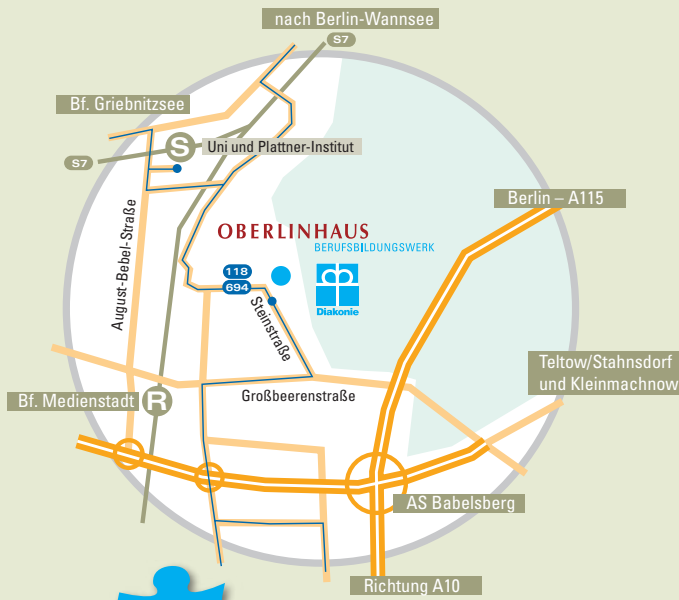 nach Berlin-Wannsee
S7
Bf. Griebnitzsee
S
Uni und Plattner-Institut
S7
Berlin – A115
August-Bebel-Straße
OBERLINHAUS
BERUFSBILDUNGSWERK
118
694
Diakonie
Steinstraße
Teltow/Stahnsdorf
und Kleinmachnow
Bf. Medienstadt
R
Großbeerenstraße
AS Babelsberg
Richtung A10